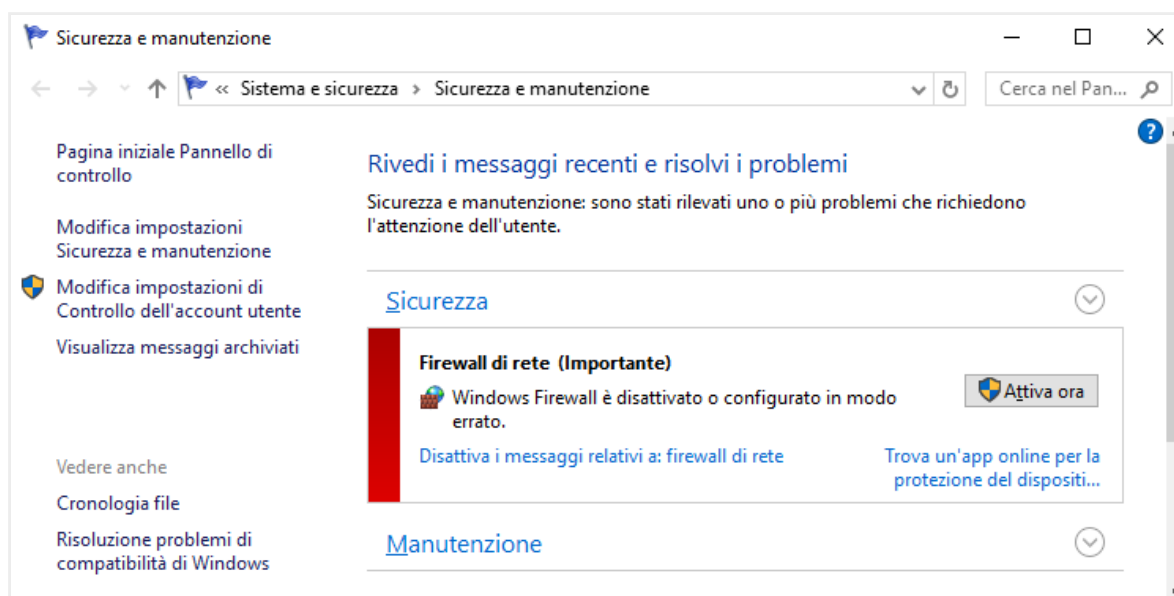 Sicurezza e manutenzione
« Sistema e sicurezza › Sicurezza e manutenzione
Cerca nel Pan...
Pagina iniziale Pannello di
controllo
Modifica impostazioni
Sicurezza e manutenzione
Modifica impostazioni di
Controllo dell'account utente
Visualizza messaggi archiviati
Vedere anche
Cronologia file
Risoluzione problemi di
compatibilità di Windows
Rivedi i messaggi recenti e risolvi i problemi
Sicurezza e manutenzione: sono stati rilevati uno o più problemi che richiedono
l'attenzione dell'utente.
Sicurezza
Firewall di rete (Importante)
Windows Firewall è disattivato o configurato in modo
errato.
Attiva ora
Disattiva i messaggi relativi a: firewall di rete
Trova un'app online per la
protezione del dispositi...
Manutenzione